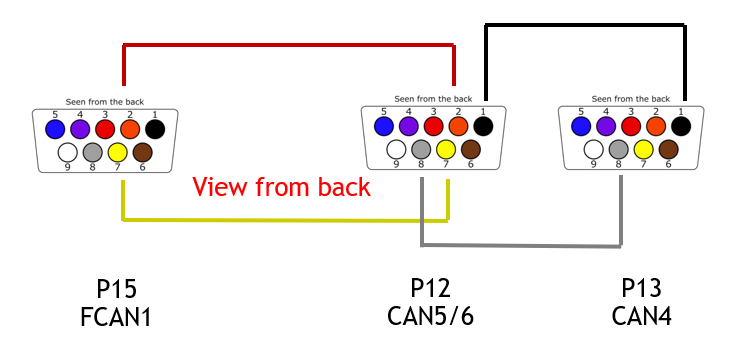 Seen from the back
5 4 3 2 1
9 8 7 6
Seen from the back
5 4 3 2 1
9 8 7 6
Seen from the back
5 4 3 2 1
9 8 7 6
View from back
P15
FCAN1
P12
CAN5/6
P13
CAN4